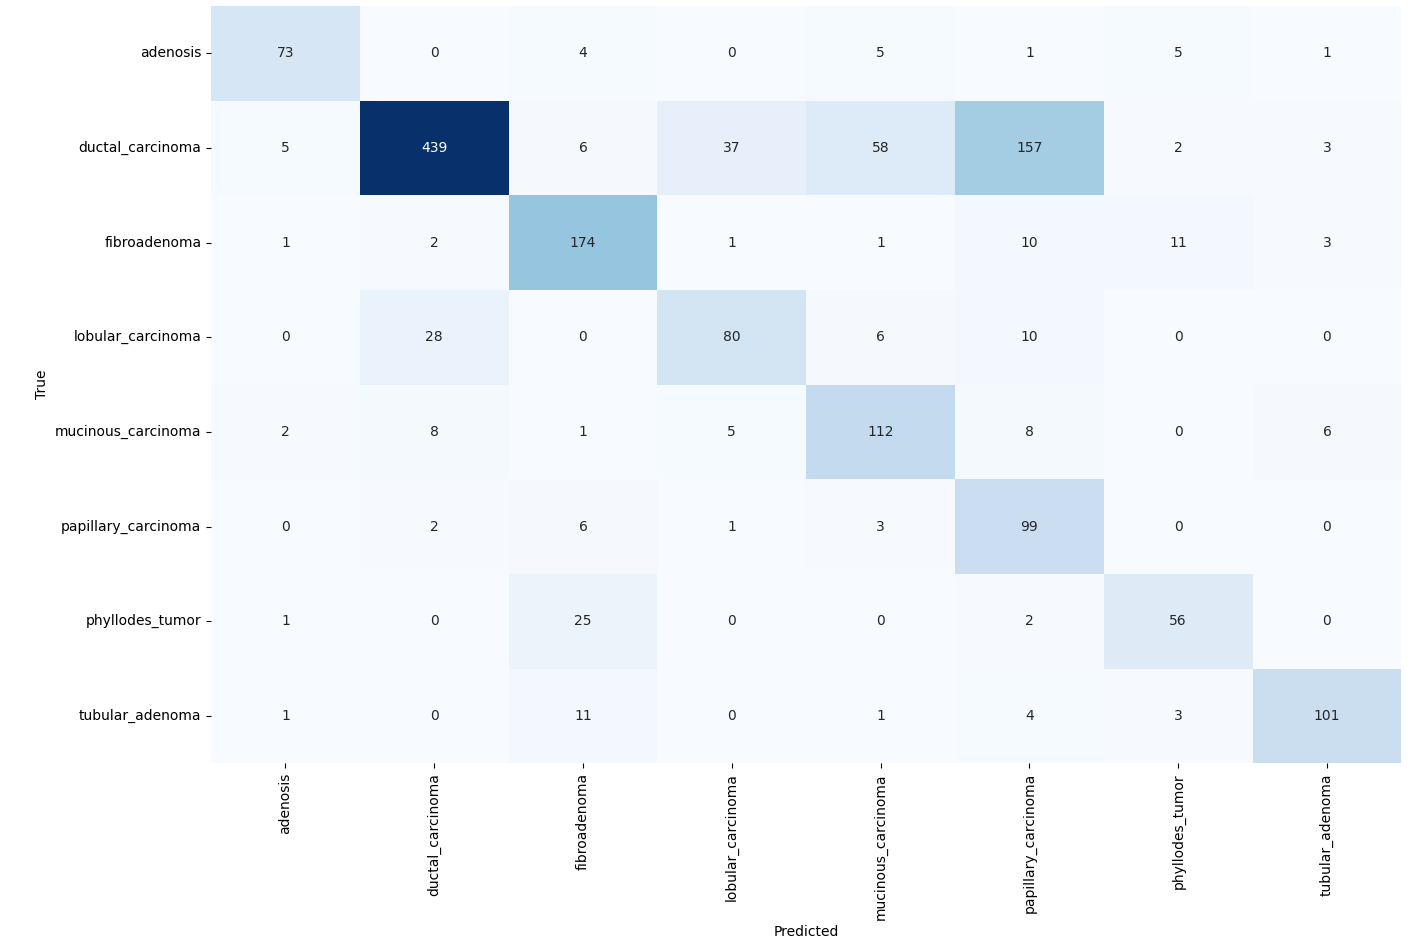 adenosis 73 0 4 0 5 1 5 1
ductal_carcinoma 5 439 6 37 58 157 2 3
fibroadenoma 1 2 174 1 1 10 11 3
lobular_carcinoma 0 28 0 80 6 10 0 0
True
mucinous_carcinoma 2 8 1 5 112 8 0 6
papillary_carcinoma 0 2 6 1 3 99 0 0
phyllodes_tumor 1 0 25 0 0 2 56 0
tubular_adenoma 1 0 11 0 1 4 3 101
adenosis
ductal_carcinoma
fibroadenoma
lobular_carcinoma
mucinous_carcinoma
papillary_carcinoma
phyllodes_tumor
tubular_adenoma
Predicted